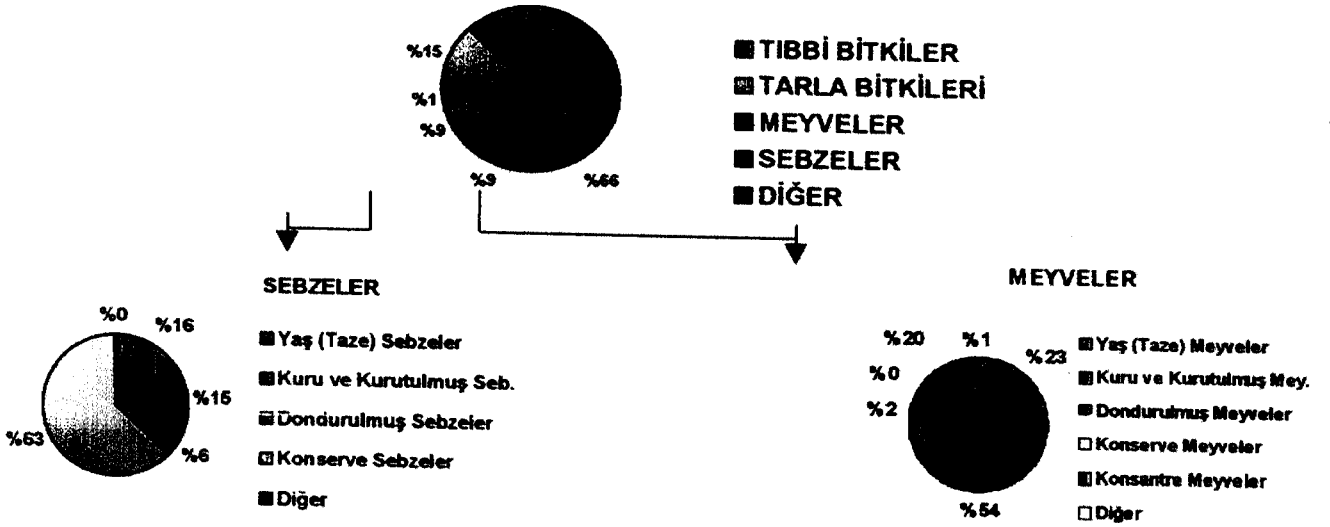 %15
%1
%9
%9
%66
TIBBİ BİTKİLER
TARLA BİTKİLERİ
MEYVELER
SEBZELER
DİĞER
SEBZELER
%0
%16
%15
%6
%63
Yaş (Taze) Sebzeler
Kuru ve Kurutulmuş Seb.
Dondurulmuş Sebzeler
Konserve Sebzeler
Diğer
MEYVELER
%20
%1
%23
%0
%2
%54
Yaş (Taze) Meyveler
Kuru ve Kurutulmuş Mey.
Dondurulmuş Meyveler
Konserve Meyveler
Konsantre Meyveler
Diğer